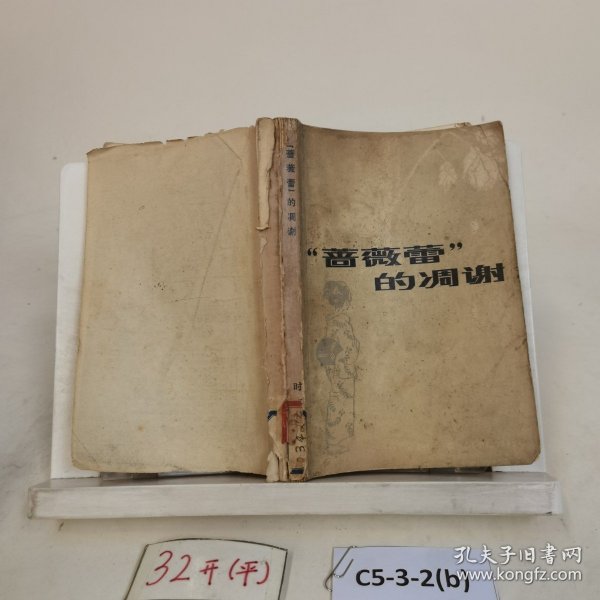 「蔷薇蕾」的凋谢
时
“蔷薇蕾”
的凋谢
32开(平)
C5-3-2(b)
孔夫子旧书网
www.kongfz.com